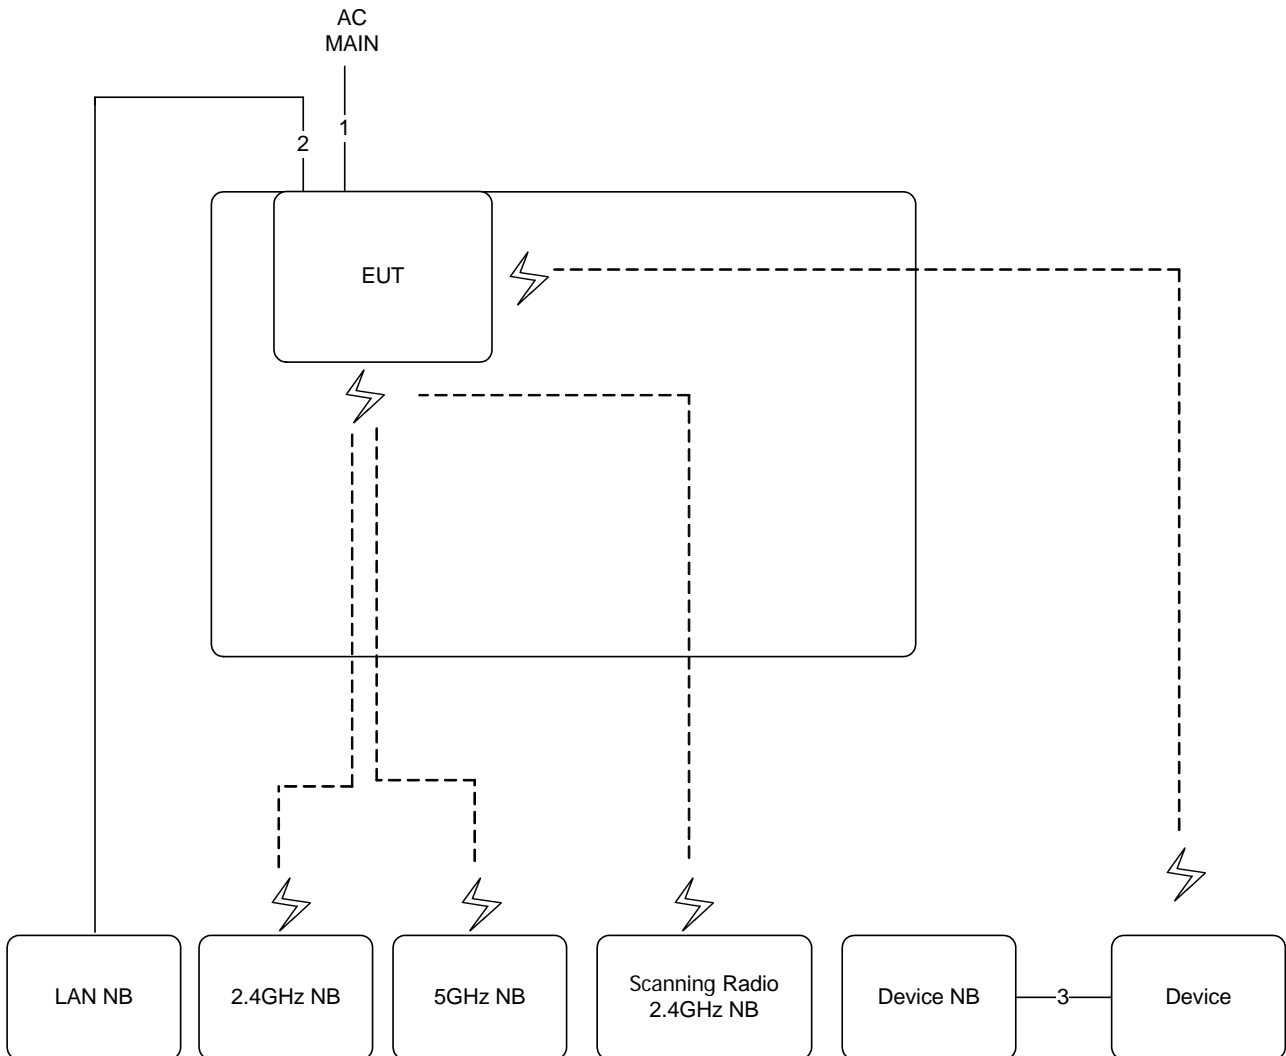 AC
MAIN
1
2
EUT
LAN NB
2.4GHz NB
5GHz NB
Scanning Radio
2.4GHz NB
Device NB
3
Device